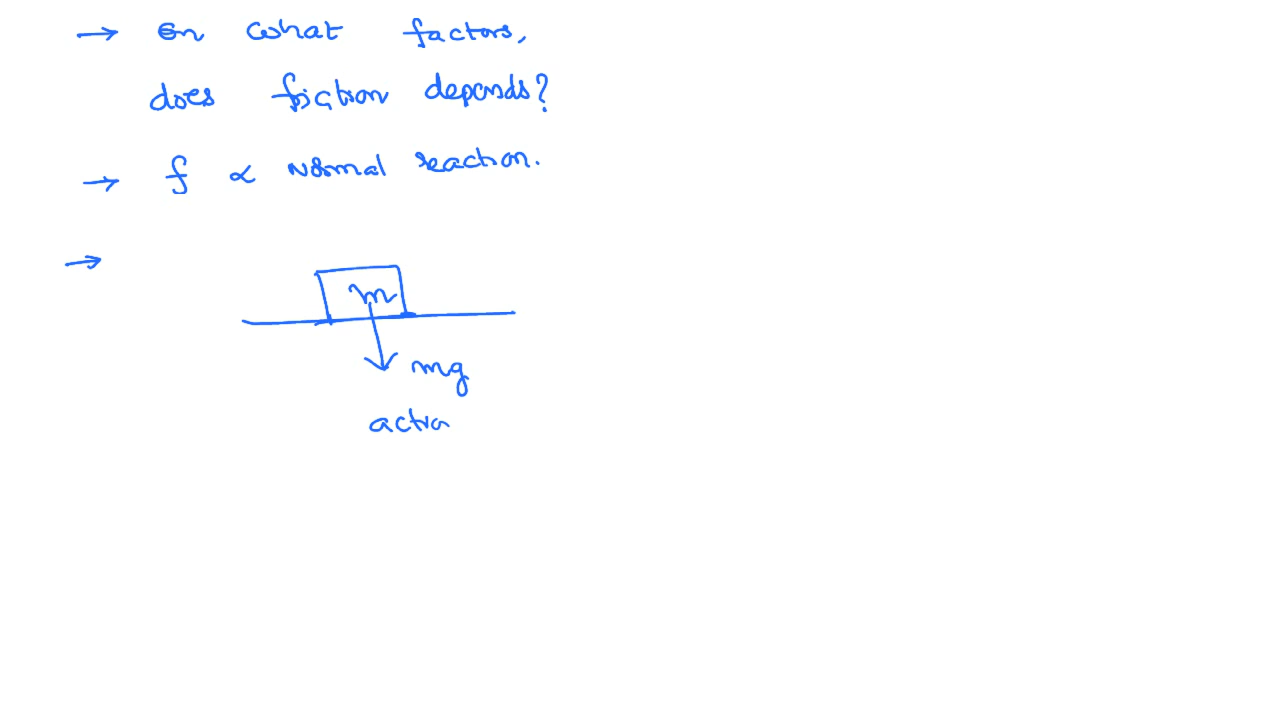 → on what factors,
does friction depends?
→ f ∝ normal reaction.
→
m
mg
actio